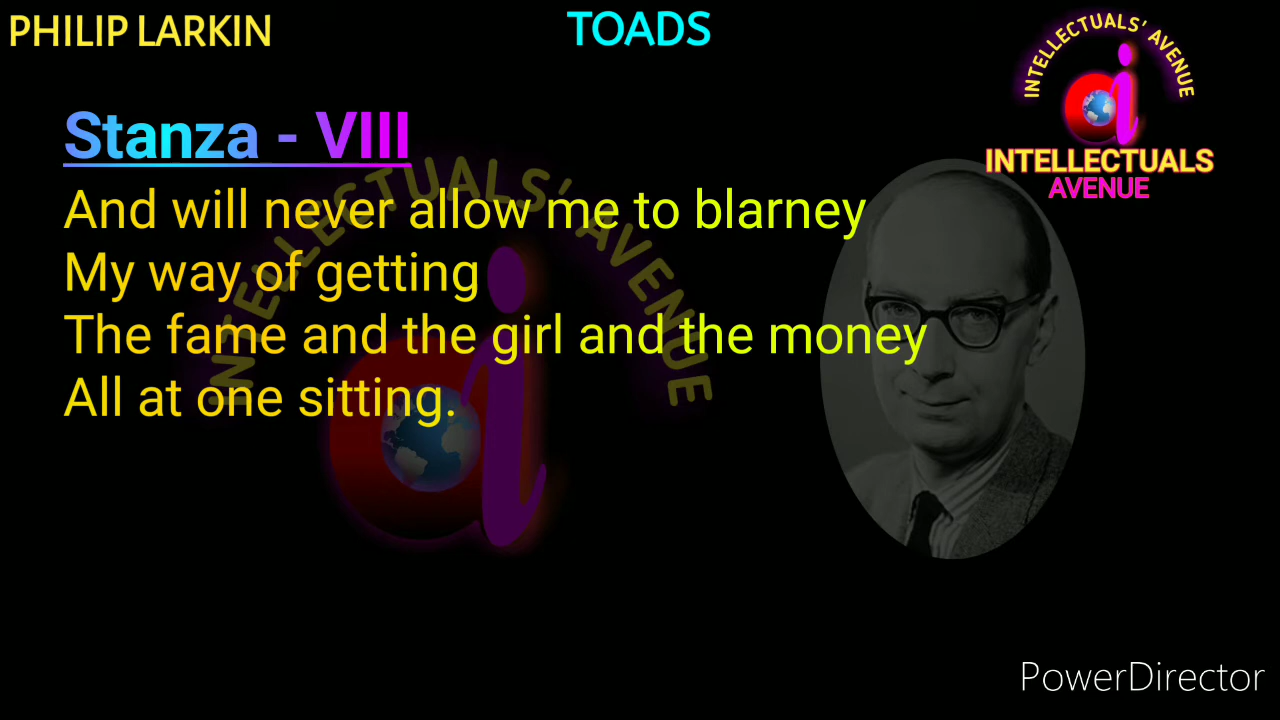 PHILIP LARKIN
TOADS
INTELLECTUALS' AVENUE
INTELLECTUALS
AVENUE
Stanza - VIII
And will never allow me to blarney
My way of getting
The fame and the girl and the money
All at one sitting.
INTELLECTUALS' AVENUE
PowerDirector